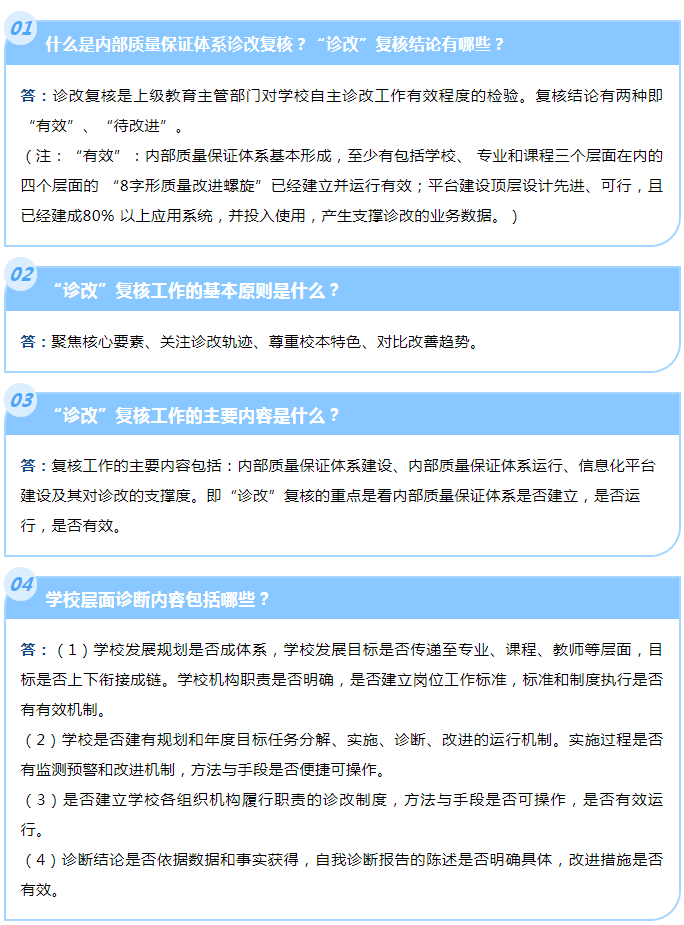 01
什么是内部质量保证体系诊改复核？“诊改”复核结论有哪些？
答：诊改复核是上级教育主管部门对学校自主诊改工作有效程度的检验。复核结论有两种即
“有效”、“待改进”。
（注：“有效”：内部质量保证体系基本形成，至少有包括学校、 专业和课程三个层面在内的
四个层面的 “8字形质量改进螺旋”已经建立并运行有效；平台建设顶层设计先进、可行，且
已经建成80% 以上应用系统，并投入使用，产生支撑诊改的业务数据。）
02
“诊改”复核工作的基本原则是什么？
答：聚焦核心要素、关注诊改轨迹、尊重校本特色、对比改善趋势。
03
“诊改”复核工作的主要内容是什么？
答：复核工作的主要内容包括：内部质量保证体系建设、内部质量保证体系运行、信息化平台
建设及其对诊改的支撑度。即“诊改”复核的重点是看内部质量保证体系是否建立，是否运
行，是否有效。
04
学校层面诊断内容包括哪些？
答：（1）学校发展规划是否成体系，学校发展目标是否传递至专业、课程、教师等层面，目
标是否上下衔接成链。学校机构职责是否明确，是否建立岗位工作标准，标准和制度执行是否
有有效机制。
（2）学校是否建有规划和年度目标任务分解、实施、诊断、改进的运行机制。实施过程是否
有监测预警和改进机制，方法与手段是否便捷可操作。
（3）是否建立学校各组织机构履行职责的诊改制度，方法与手段是否可操作，是否有效运
行。
（4）诊断结论是否依据数据和事实获得，自我诊断报告的陈述是否明确具体，改进措施是否
有效。